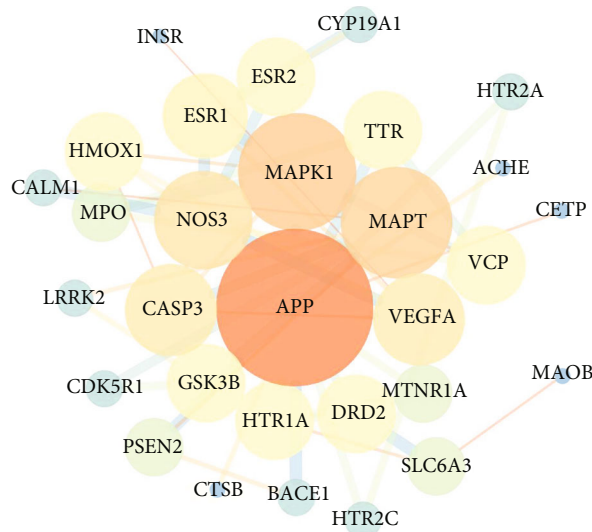 CYP19A1
INSR
ESR2
HTR2A
ESR1
TTR
HMOX1
MAPK1
ACHE
CALM1
MPO
NOS3
MAPT
CETP
VCP
LRRK2
CASP3
APP
VEGFA
CDK5R1
GSK3B
MTNR1A
MAOB
HTR1A
DRD2
PSEN2
SLC6A3
CTSB
BACE1
HTR2C